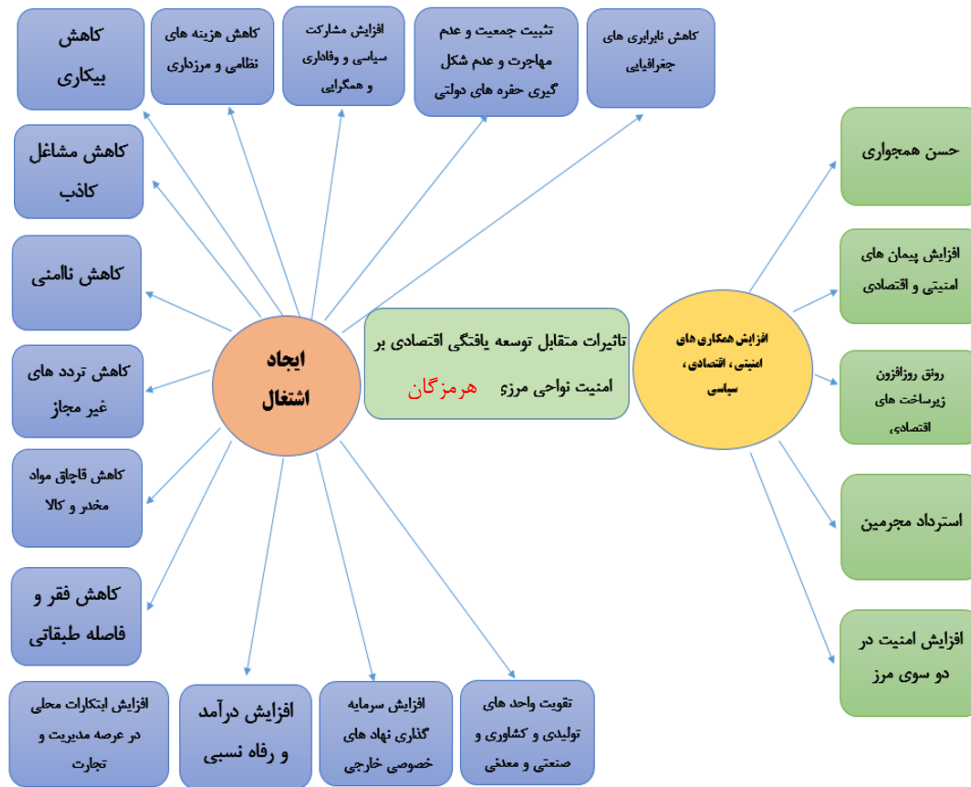 کاهش نابرابری های
جغرافیایی
تثبیت جمعیت و عدم
مهاجرت و عدم شکل
گیری حفره های دولتی
افزایش مشارکت
سیاسی و وفاداری
و همگرایی
کاهش هزینه های
نظامی و مرزداری
کاهش
بیکاری
حسن همجواری
افزایش پیمان های
امنیتی و اقتصادی
رونق روزافزون
زیرساخت های
اقتصادی
استرداد مجرمین
افزایش امنیت در
دو سوی مرز
افزایش همکاری های
امنیتی ، اقتصادی ،
سیاسی
تاثیرات متقابل توسعه یافتگی اقتصادی بر
امنیت نواحی مرزی هرمزگان
ایجاد
اشتغال
کاهش مشاغل
کاذب
کاهش ناامنی
کاهش تردد های
غیر مجاز
کاهش قاچاق مواد
مخدر و کالا
کاهش فقر و
فاصله طبقاتی
تقویت واحد های
تولیدی و کشاوری و
صنعتی و معدنی
افزایش سرمایه
گذاری نهاد های
خصوصی خارجی
افزایش درآمد
و رفاه نسبی
افزایش ابتکارات محلی
در عرصه مدیریت و
تجارت